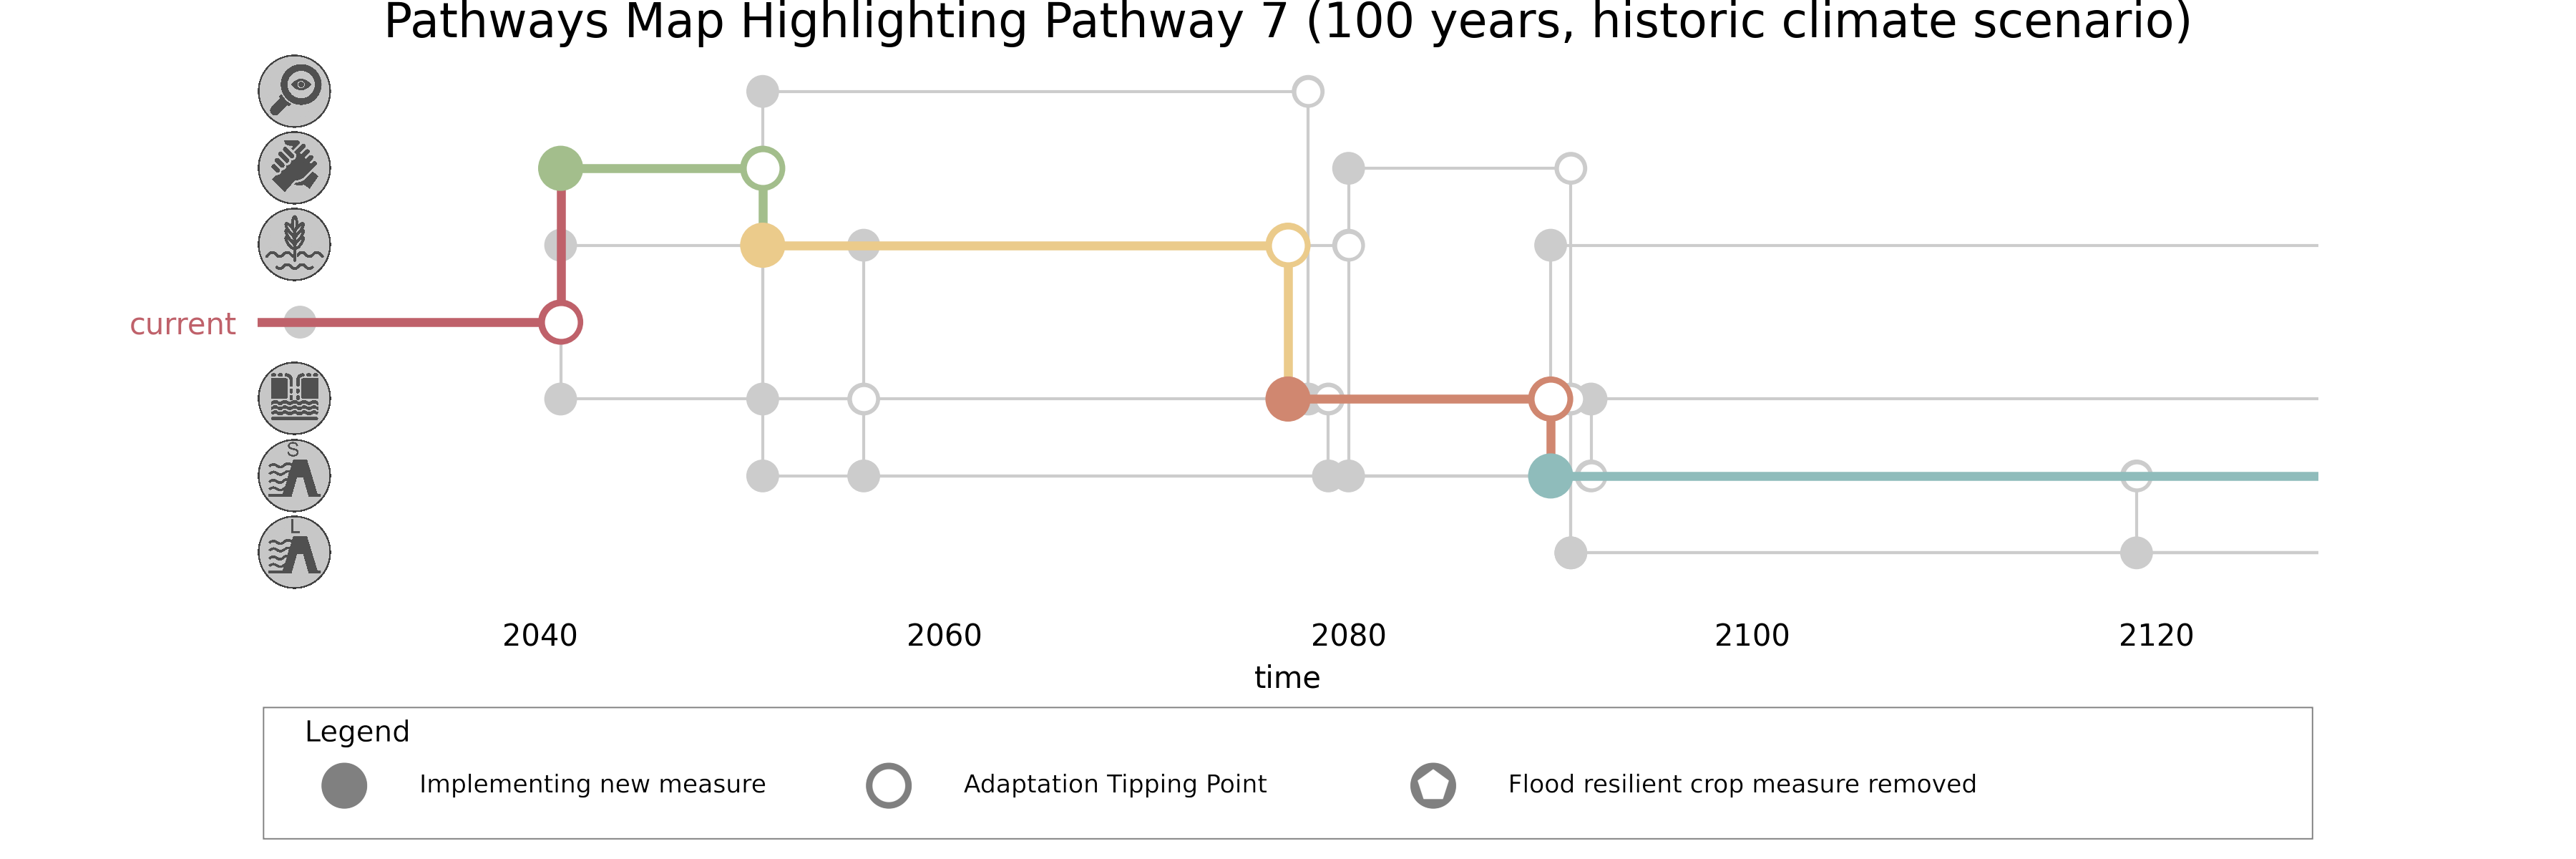 Pathways Map Highlighting Pathway 7 (100 years, historic climate scenario)
current
S
L
2040 2060 2080 2100 2120
time
Legend
Implementing new measure Adaptation Tipping Point Flood resilient crop measure removed